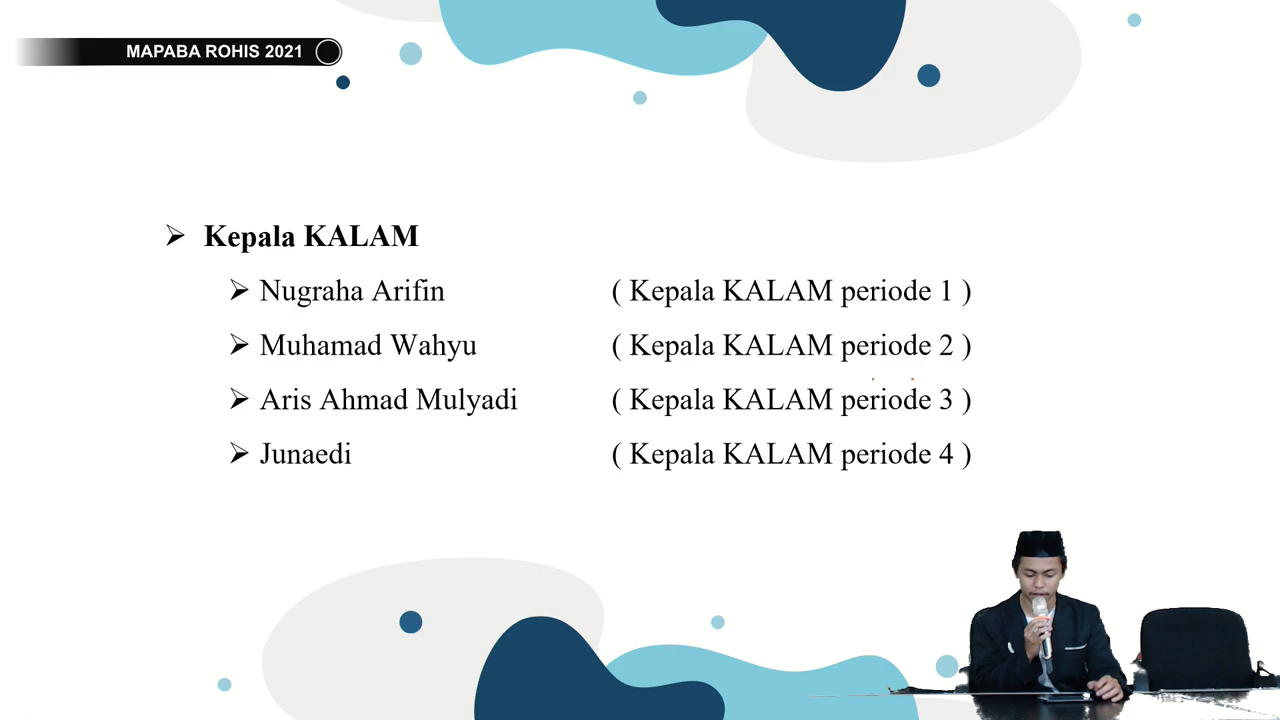 MAPABA ROHIS 2021
Kepala KALAM
Nugraha Arifin ( Kepala KALAM periode 1 )
Muhamad Wahyu ( Kepala KALAM periode 2 )
Aris Ahmad Mulyadi ( Kepala KALAM periode 3 )
Junaedi ( Kepala KALAM periode 4 )